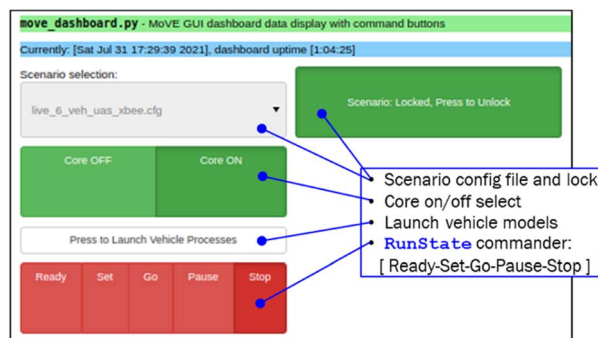 move_dashboard.py - MoVE GUI dashboard data display with command buttons
Currently: [Sat Jul 31 17:29:39 2021], dashboard uptime [1:04:25]
Scenario selection:
live_6_veh_uas_xbee.cfg
Scenario: Locked, Press to Unlock
Core OFF
Core ON
Press to Launch Vehicle Processes
Ready Set Go Pause Stop
• Scenario config file and lock
• Core on/off select
• Launch vehicle models
• RunState commander:
[ Ready-Set-Go-Pause-Stop ]